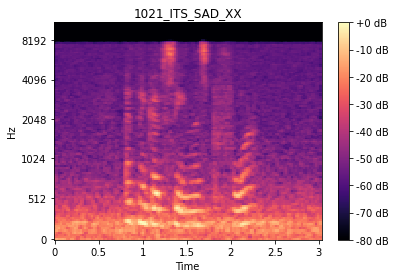 1021_ITS_SAD_XX
8192
4096
2048
1024
512
0
Hz
0
0.5
1
1.5
2
2.5
3
Time
+0 dB
-10 dB
-20 dB
-30 dB
-40 dB
-50 dB
-60 dB
-70 dB
-80 dB